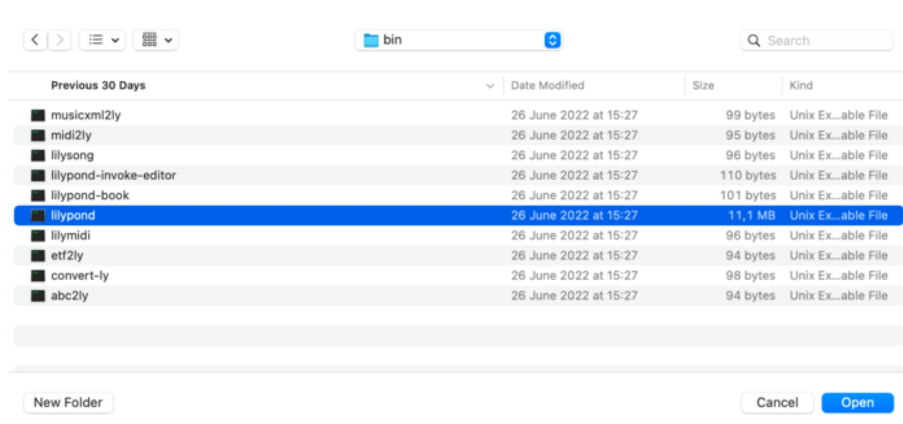 bin Search
Previous 30 Days Date Modified Size Kind
musicxml2ly 26 June 2022 at 15:27 99 bytes Unix Ex...able File
midi2ly 26 June 2022 at 15:27 95 bytes Unix Ex...able File
lilysong 26 June 2022 at 15:27 96 bytes Unix Ex...able File
lilypond-invoke-editor 26 June 2022 at 15:27 110 bytes Unix Ex...able File
lilypond-book 26 June 2022 at 15:27 101 bytes Unix Ex...able File
lilypond 26 June 2022 at 15:27 11,1 MB Unix Ex...able File
lilymidi 26 June 2022 at 15:27 96 bytes Unix Ex...able File
etf2ly 26 June 2022 at 15:27 94 bytes Unix Ex...able File
convert-ly 26 June 2022 at 15:27 98 bytes Unix Ex...able File
abc2ly 26 June 2022 at 15:27 94 bytes Unix Ex...able File
New Folder Cancel Open